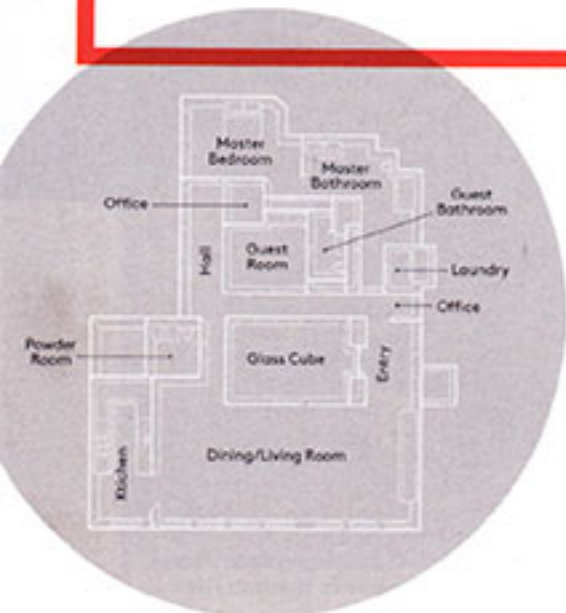 Master
Bedroom
Master
Bathroom
Office
Guest
Bathroom
Hall
Guest
Room
Laundry
Office
Powder
Room
Glass Cube
Entry
Dining/Living Room
Kitchen